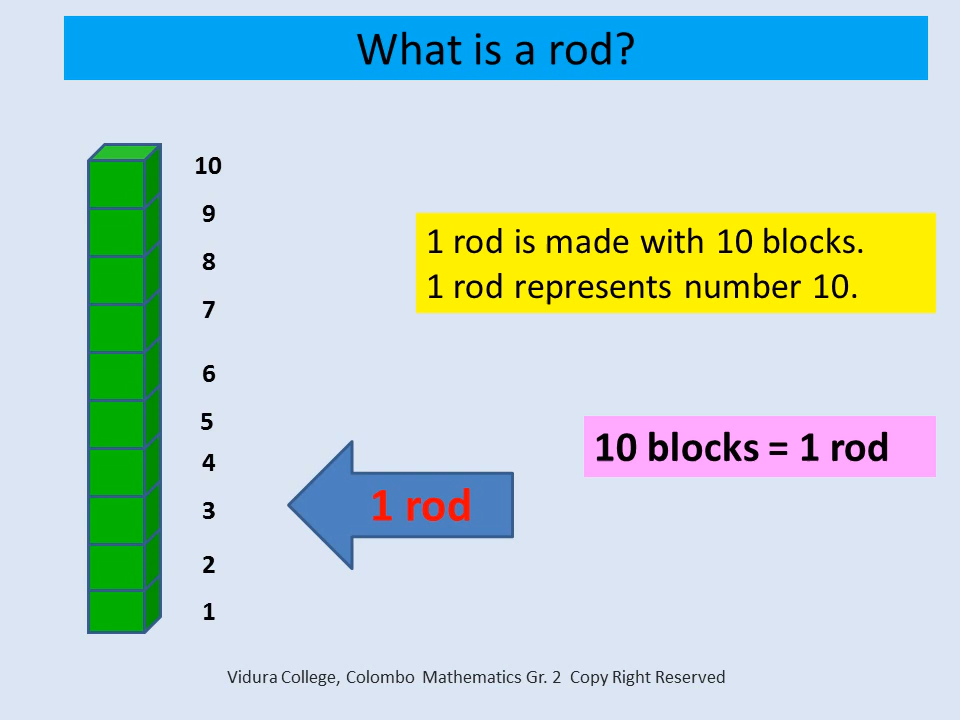 What is a rod?
10
9
8
7
6
5
4
3
2
1
1 rod is made with 10 blocks.
1 rod represents number 10.
10 blocks = 1 rod
1 rod
Vidura College, Colombo Mathematics Gr. 2 Copy Right Reserved